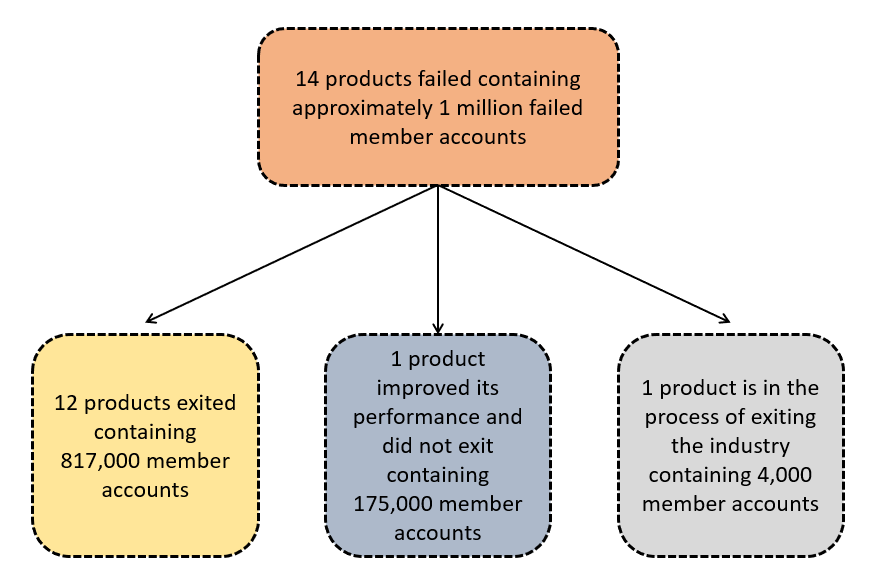 14 products failed containing
approximately 1 million failed
member accounts
12 products exited
containing
817,000 member
accounts
1 product
improved its
performance and
did not exit
containing
175,000 member
accounts
1 product is in the
process of exiting
the industry
containing 4,000
member accounts